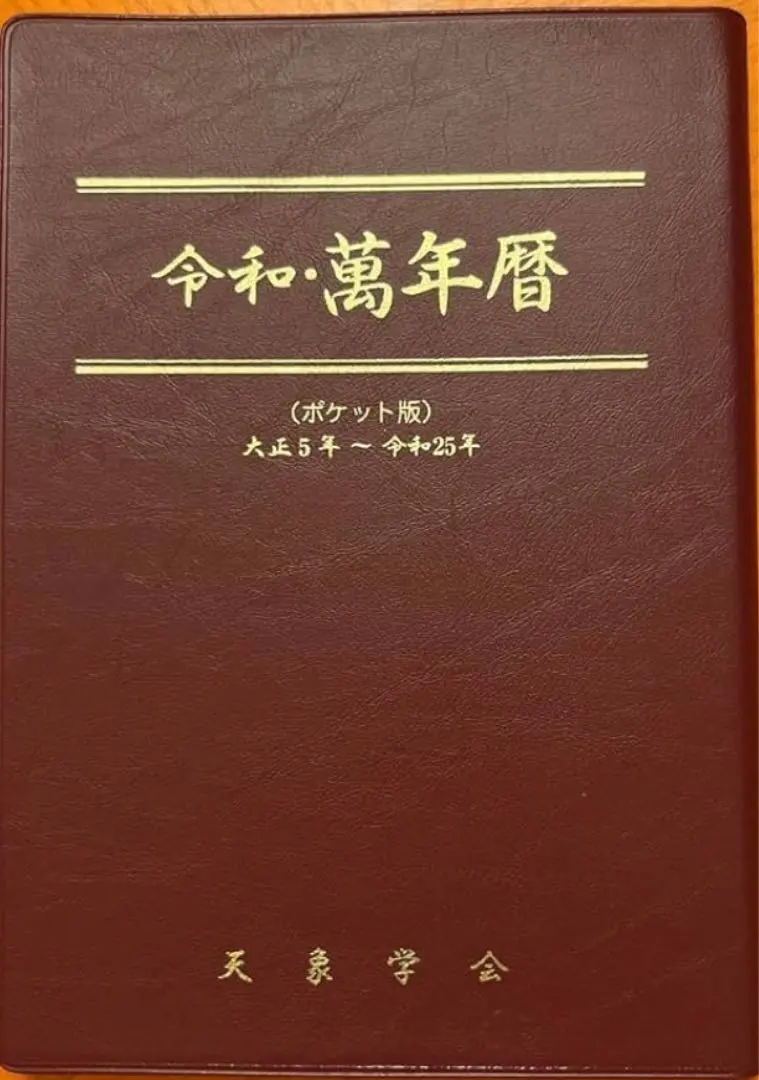 令和・萬年暦
（ポケット版）
大正5年～令和25年
天象学会